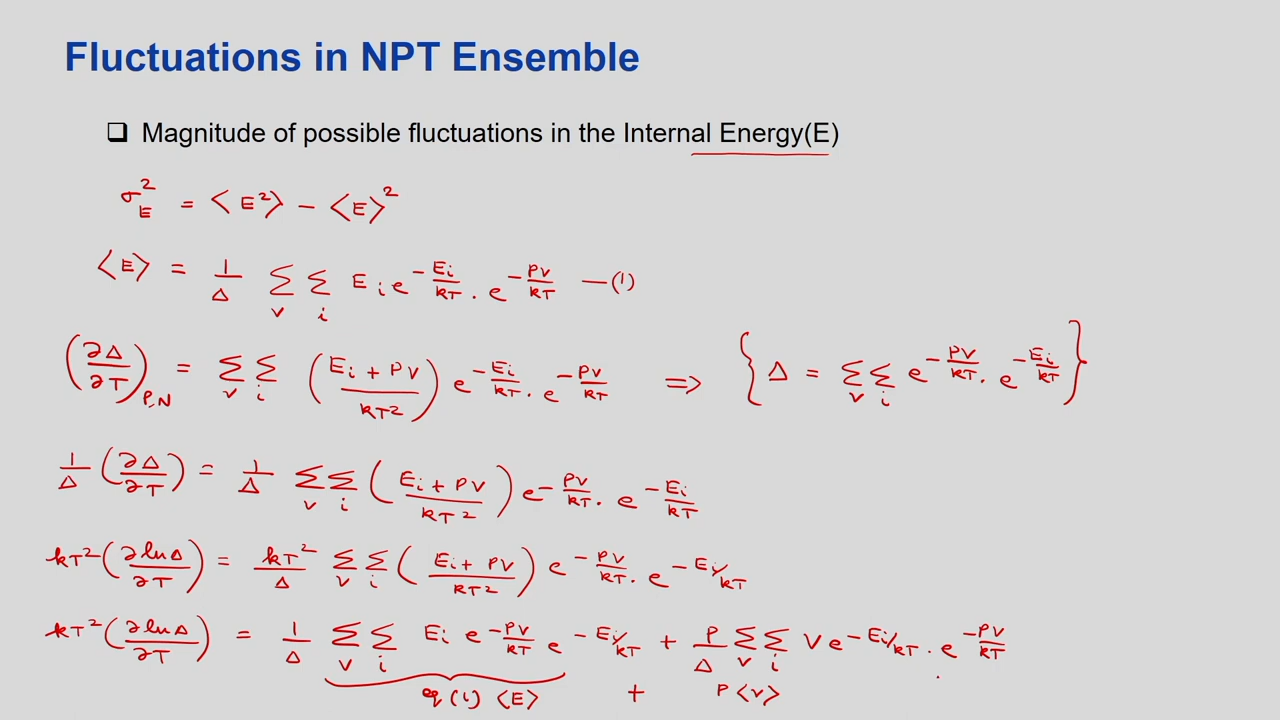 Fluctuations in NPT Ensemble
❑ Magnitude of possible fluctuations in the Internal Energy(E)
σ_E^2 = <E^2> - <E>^2
<E> = 1/Δ Σ_V Σ_i E_i e^{-E_i/kT} . e^{-PV/kT} —(1)
(∂Δ/∂T)_{P,N} = Σ_V Σ_i ((E_i + PV)/kT^2) e^{-E_i/kT} . e^{-PV/kT} => { Δ = Σ_V Σ_i e^{-PV/kT} . e^{-E_i/kT} }
1/Δ (∂Δ/∂T) = 1/Δ Σ_V Σ_i ((E_i + PV)/kT^2) e^{-PV/kT} . e^{-E_i/kT}
kT^2 (∂lnΔ/∂T) = kT^2/Δ Σ_V Σ_i ((E_i + PV)/kT^2) e^{-PV/kT} . e^{-E_i/kT}
kT^2 (∂lnΔ/∂T) = 1/Δ Σ_V Σ_i E_i e^{-PV/kT} e^{-E_i/kT} + P/Δ Σ_V Σ_i V e^{-E_i/kT} . e^{-PV/kT}
eq (1) <E> + P<V>